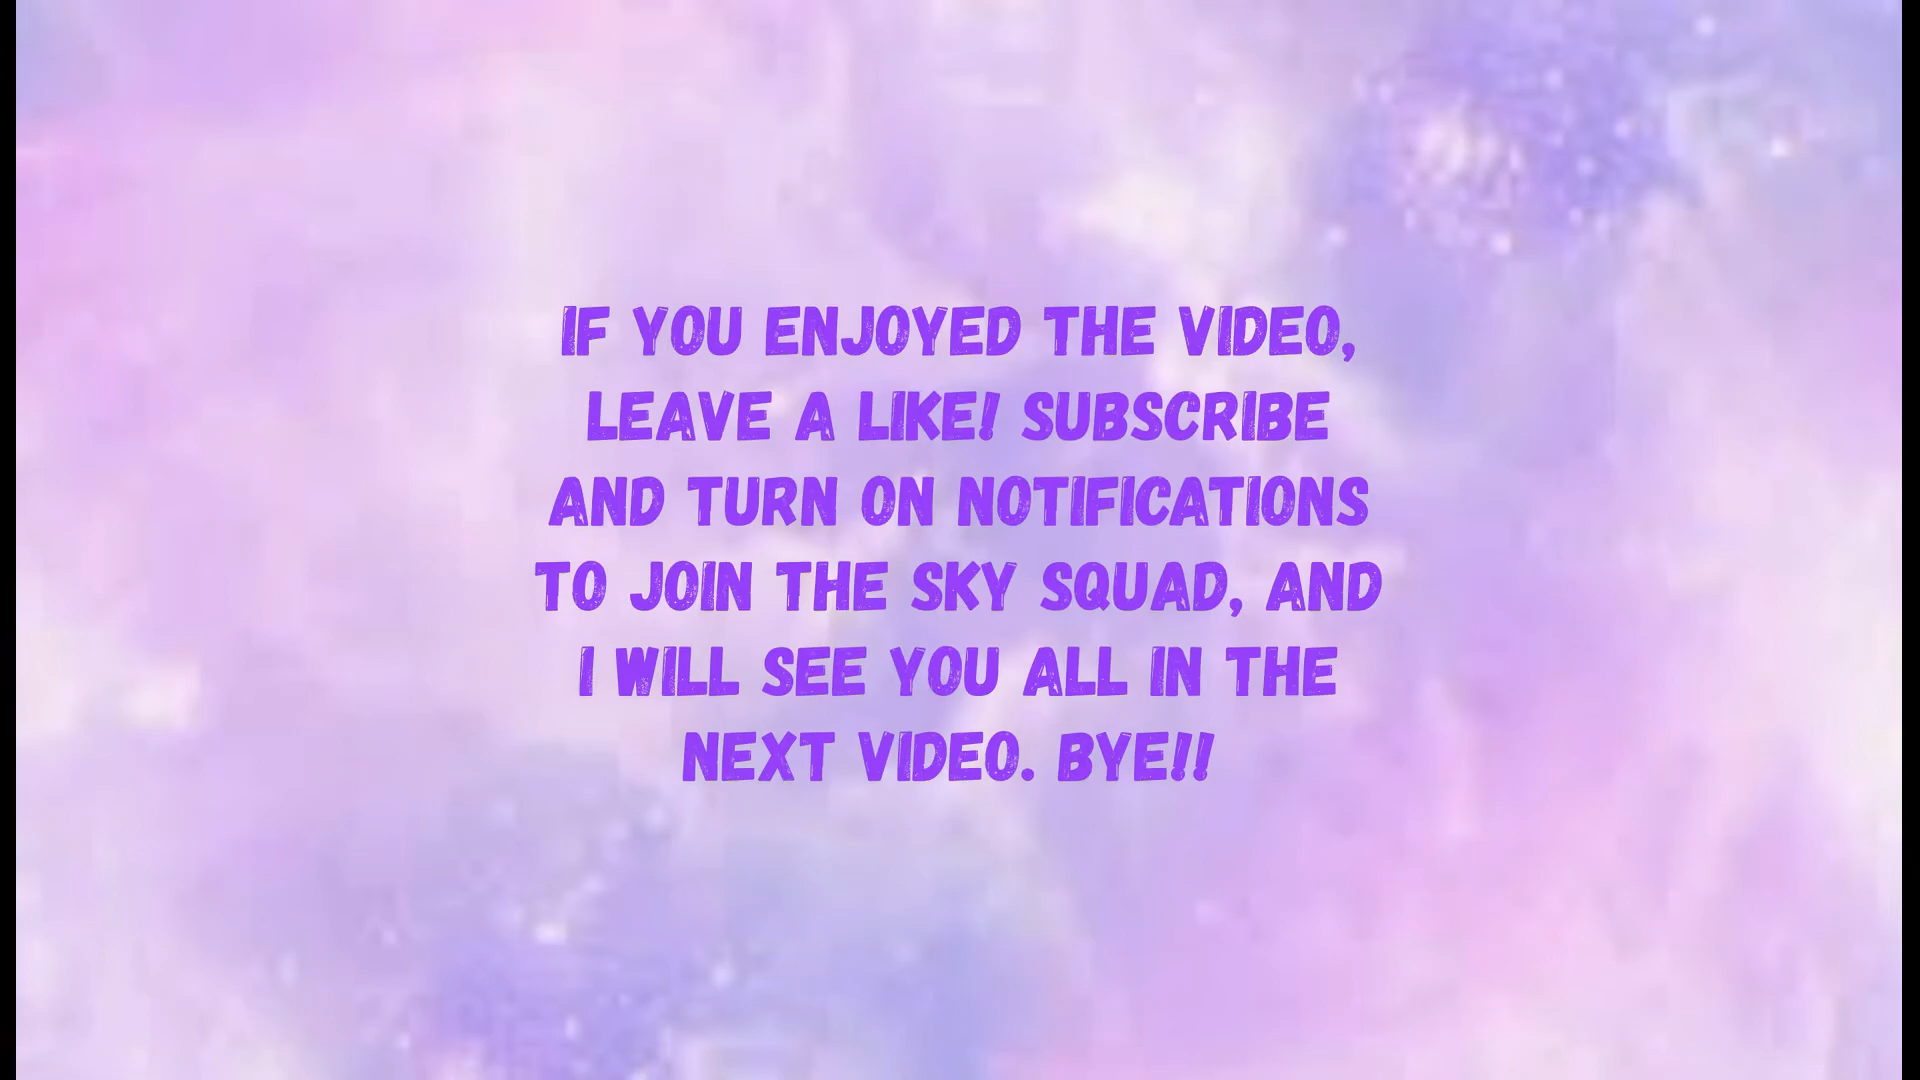 IF YOU ENJOYED THE VIDEO,
LEAVE A LIKE! SUBSCRIBE
AND TURN ON NOTIFICATIONS
TO JOIN THE SKY SQUAD, AND
I WILL SEE YOU ALL IN THE
NEXT VIDEO. BYE!!